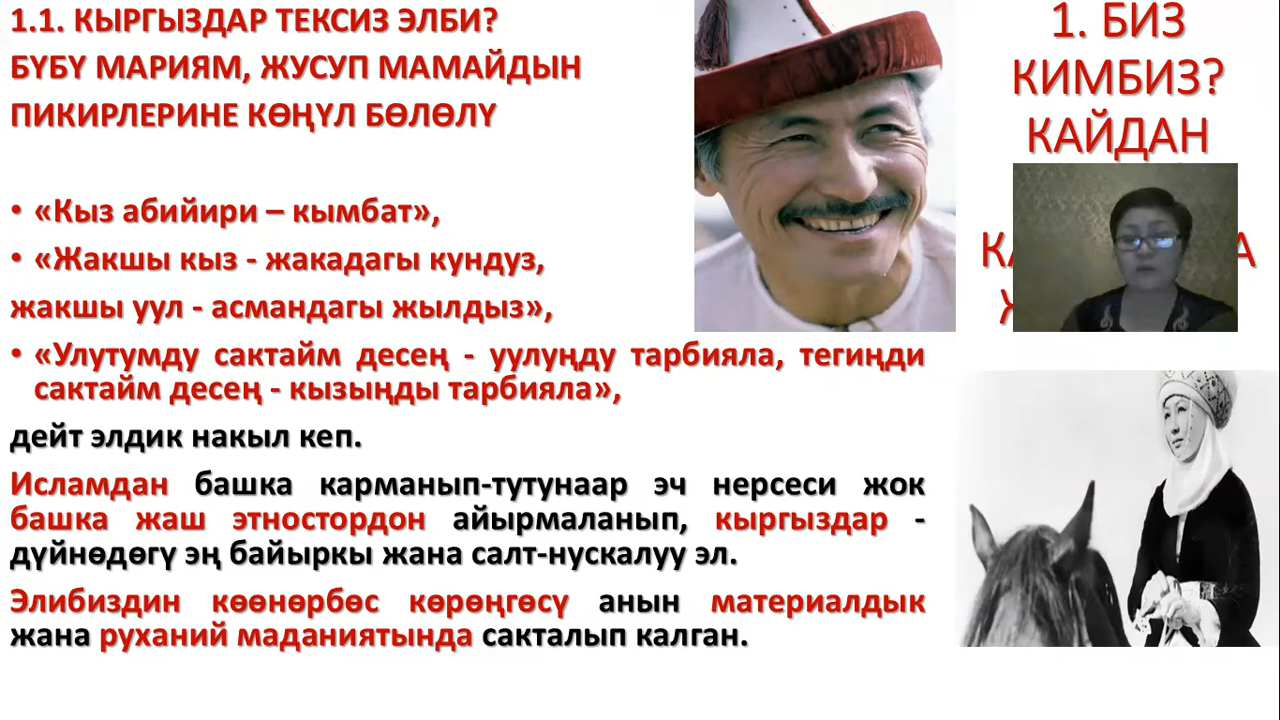 1.1. КЫРГЫЗДАР ТЕКСИЗ ЭЛБИ?
БҮБҮ МАРИЯМ, ЖУСУП МАМАЙДЫН
ПИКИРЛЕРИНЕ КӨҢҮЛ БӨЛӨЛҮ
• «Кыз абийири – кымбат»,
• «Жакшы кыз - жакадагы кундуз,
жакшы уул - асмандагы жылдыз»,
• «Улутумду сактайм десең - уулуңду тарбияла, тегиңди
сактайм десең - кызыңды тарбияла»,
дейт элдик накыл кеп.
Исламдан башка карманып-тутунаар эч нерсеси жок
башка жаш этностордон айырмаланып, кыргыздар -
дүйнөдөгү эң байыркы жана салт-нускалуу эл.
Элибиздин көөнөрбөс көрөңгөсү анын материалдык
жана руханий маданиятында сакталып калган.
1. БИЗ
КИМБИЗ?
КАЙДАН